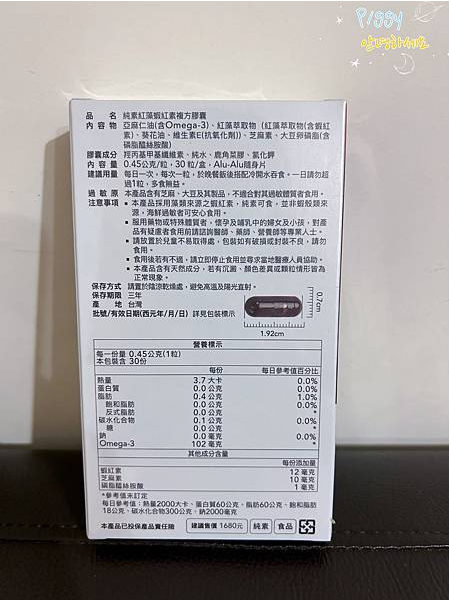 Piggy
안녕하세요
品　名　純素紅藻蝦紅素複方膠囊
內 容 物　亞麻仁油(含Omega-3)、紅藻萃取物（紅藻萃取物(含蝦紅
素)、葵花油、維生素E(抗氧化劑))、芝麻素、大豆卵磷脂(含
磷脂醯絲胺酸)
膠囊成分　羥丙基甲基纖維素、純水、鹿角菜膠、氯化鉀
內 容 量　0.45公克/粒，30 粒/盒，Alu-Alu隨身片
建議用量　每日一次，每次一粒，於晚餐飯後搭配冷開水吞食。一日請勿超
過1粒，多食無益。
過 敏 原　本產品含有芝麻、大豆及其製品，不適合對其過敏體質者食用。
注意事項　• 本產品採用藻類來源之蝦紅素，純素可食，並非蝦殼類來
源，海鮮過敏者可安心食用。
• 服用藥物或特殊體質者、懷孕及哺乳中的婦女及小孩，對產
品有疑慮者食用前請諮詢醫師、藥師、營養師等專業人士。
• 請放置於兒童不易取得處，包裝如有破損或封裝不良，請勿
食用。
• 食用後若有不適，請立即停止食用並尋求當地醫療人員協助。
• 本產品含有天然成分，若有沉澱、顏色差異或顆粒情形皆為
正常現象。
保存方式　請置於陰涼乾燥處，避免高溫及陽光直射。
保存期限　三年
產　地　台灣
批號/有效日期(西元年/月/日)　詳見包裝標示
0.7cm
1.92cm
營養標示
每一份量 0.45公克(1粒)
本包裝含 30份
每份　每日參考值百分比
熱量　3.7 大卡　0.0%
蛋白質　0.0 公克　0.0%
脂肪　0.4 公克　1.0%
飽和脂肪　0.0 公克　0.0%
反式脂肪　0.0 公克　*
碳水化合物　0.1 公克　0.0%
糖　0.0 公克　*
鈉　0.0 毫克　0.0%
Omega-3　102 毫克　*
其他成分含量
每份添加量
蝦紅素　12 毫克
芝麻素　10 毫克
磷脂醯絲胺酸　1 毫克
*參考值未訂定
每日參考值：熱量2000大卡、蛋白質60公克、脂肪60公克、飽和脂肪
18公克、碳水化合物300公克、鈉2000毫克
本產品已投保產品責任險　建議售價 1680元　純素　食品